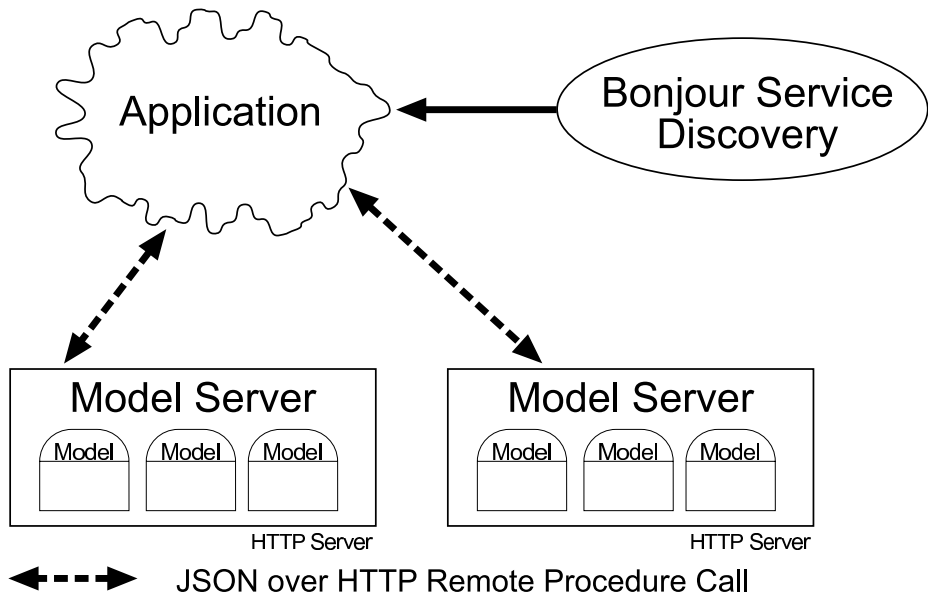 Application
Bonjour Service
Discovery
Model Server
Model Model Model
HTTP Server
Model Server
Model Model Model
HTTP Server
JSON over HTTP Remote Procedure Call